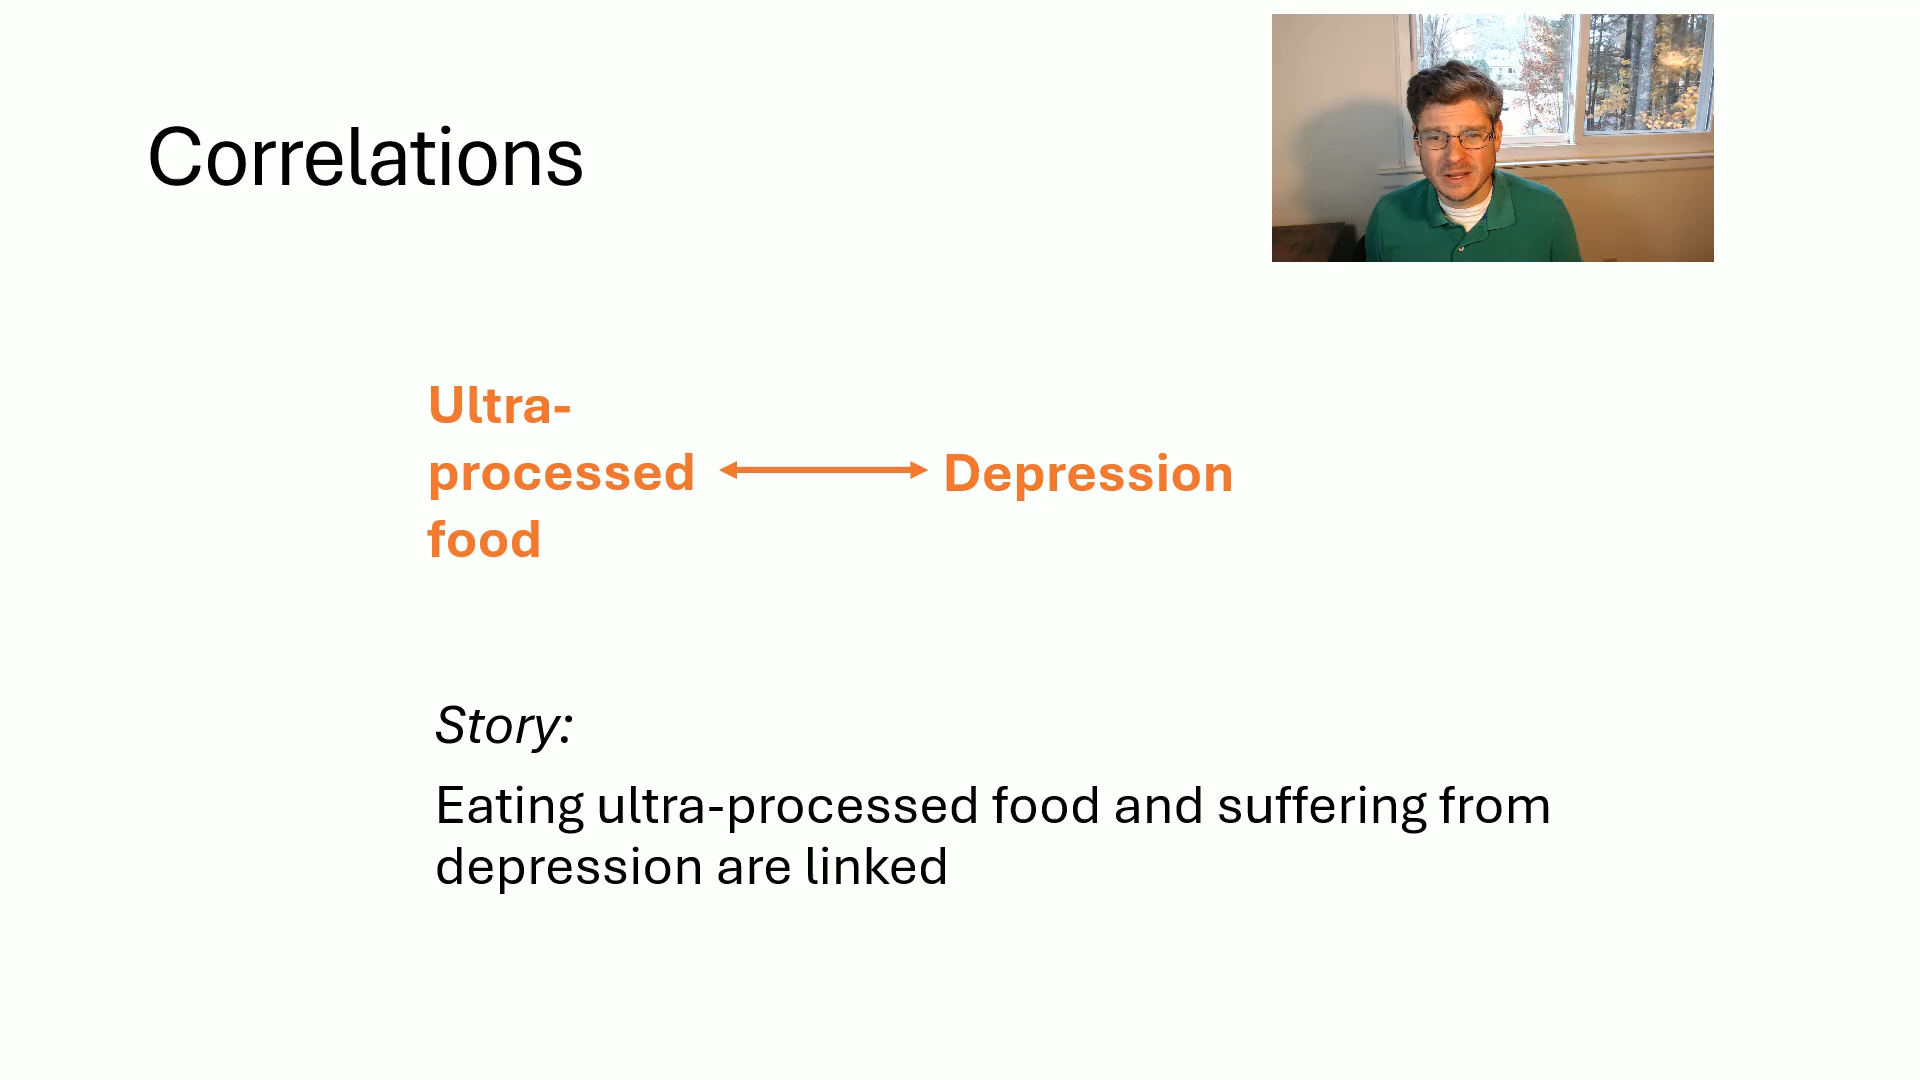 Correlations
Ultra-
processed
food
Depression
Story:
Eating ultra-processed food and suffering from
depression are linked